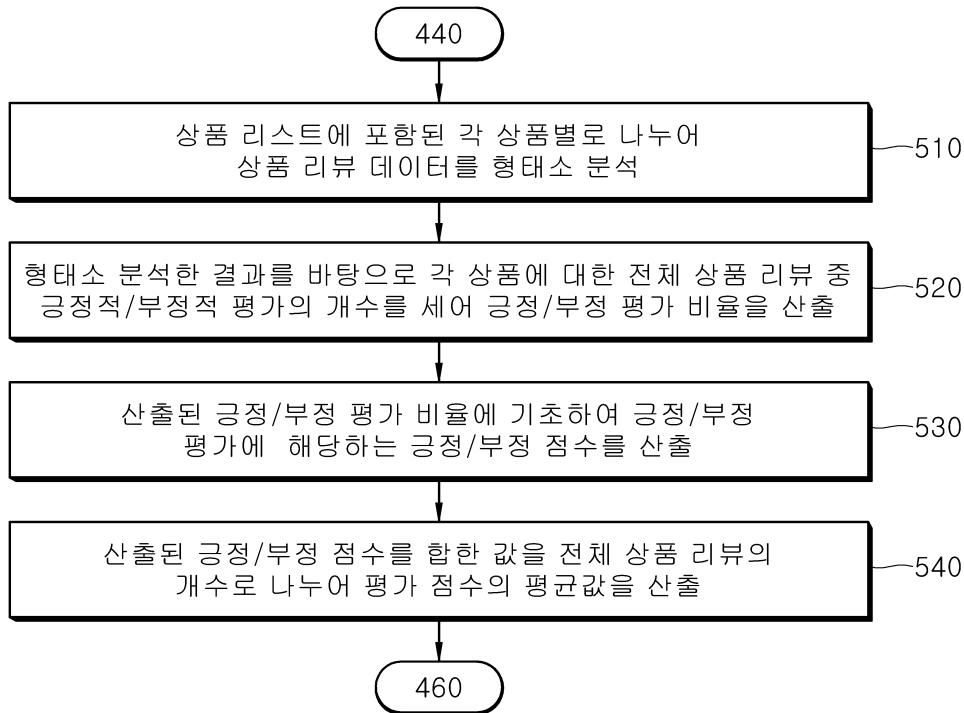 440
상품 리스트에 포함된 각 상품별로 나누어
상품 리뷰 데이터를 형태소 분석
510
형태소 분석한 결과를 바탕으로 각 상품에 대한 전체 상품 리뷰 중
긍정적/부정적 평가의 개수를 세어 긍정/부정 평가 비율을 산출
520
산출된 긍정/부정 평가 비율에 기초하여 긍정/부정
평가에 해당하는 긍정/부정 점수를 산출
530
산출된 긍정/부정 점수를 합한 값을 전체 상품 리뷰의
개수로 나누어 평가 점수의 평균값을 산출
540
460